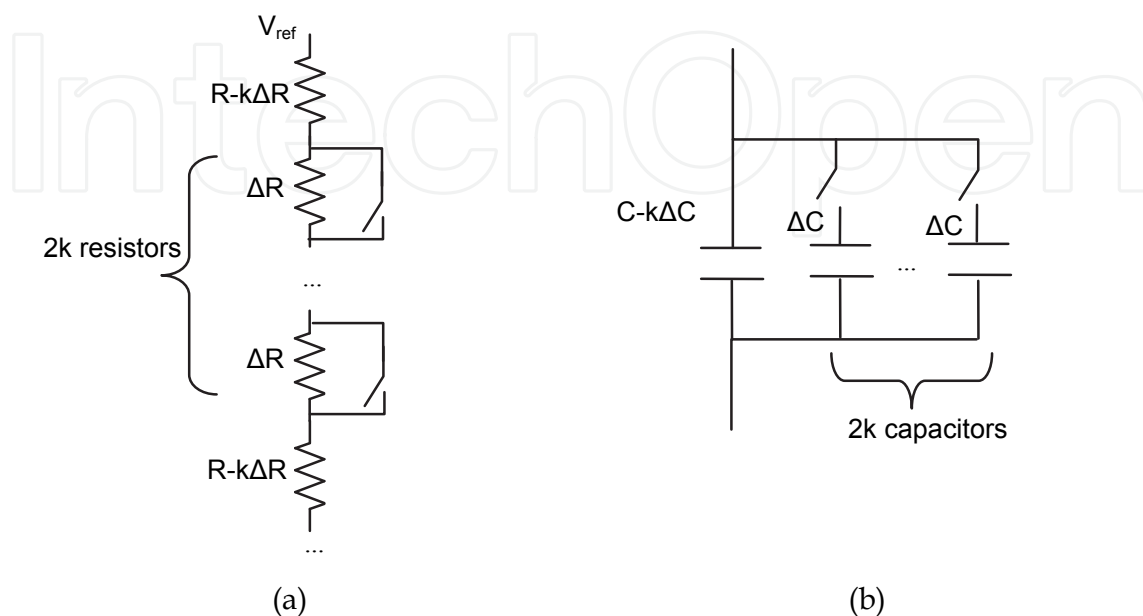 IntechOpen
V_ref
R-kΔR
ΔR
2k resistors
...
ΔR
R-kΔR
...
(a)
C-kΔC
ΔC
ΔC
...
2k capacitors
(b)